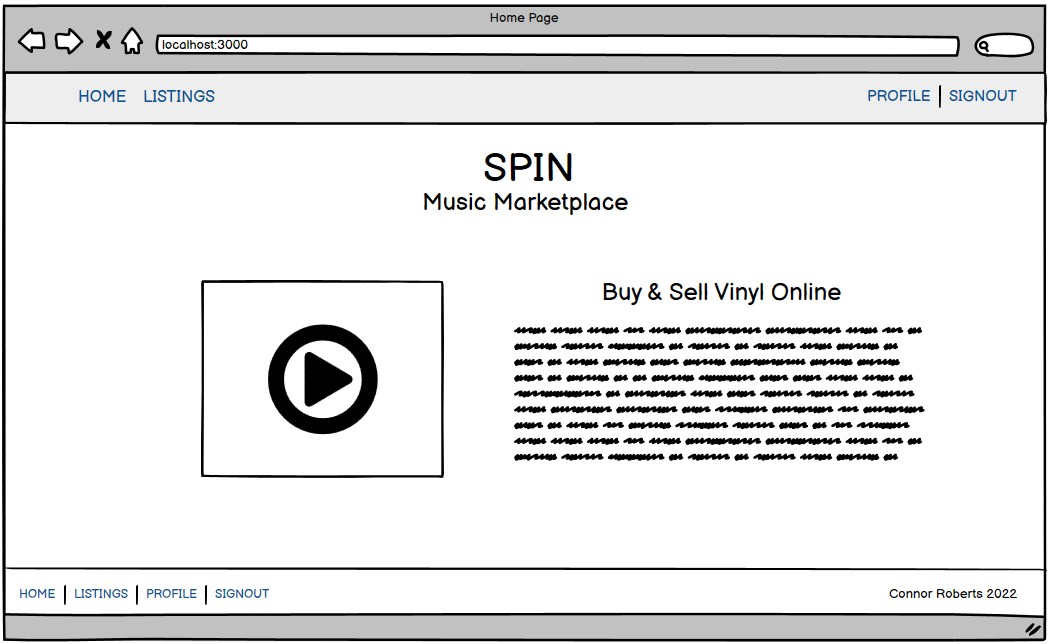 Home Page
localhost:3000
HOME LISTINGS PROFILE SIGNOUT
SPIN
Music Marketplace
Buy & Sell Vinyl Online
HOME LISTINGS PROFILE SIGNOUT Connor Roberts 2022